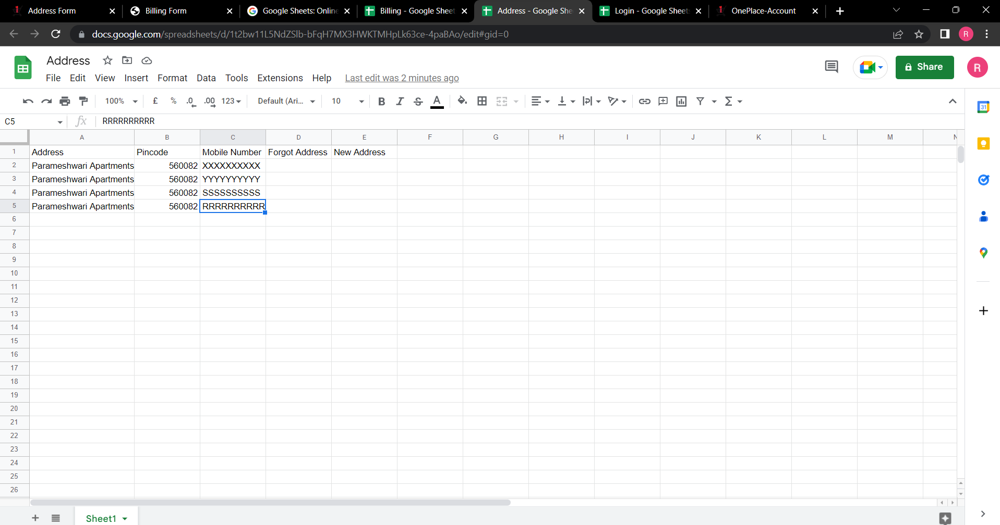 Address Form
Billing Form
Google Sheets: Online
Billing - Google Sheet
Address - Google She
Login - Google Sheets
OnePlace-Account
docs.google.com/spreadsheets/d/1t2bw11L5NdZSlb-bFqH7MX3HWKTMHpLk63ce-4paBAo/edit#gid=0
R
Address
File Edit View Insert Format Data Tools Extensions Help Last edit was 2 minutes ago
Share
R
100% £ % .0 .00 123 Default (Ari... 10 B I S A Σ
31
C5 fx RRRRRRRRRR
A B C D E F G H I J K L M N
1 Address Pincode Mobile Number Forgot Address New Address
2 Parameshwari Apartments 560082 XXXXXXXXXX
3 Parameshwari Apartments 560082 YYYYYYYYYY
4 Parameshwari Apartments 560082 SSSSSSSSSS
5 Parameshwari Apartments 560082 RRRRRRRRRR
6
7
8
9
10
11
12
13
14
15
16
17
18
19
20
21
22
23
24
25
26
Sheet1